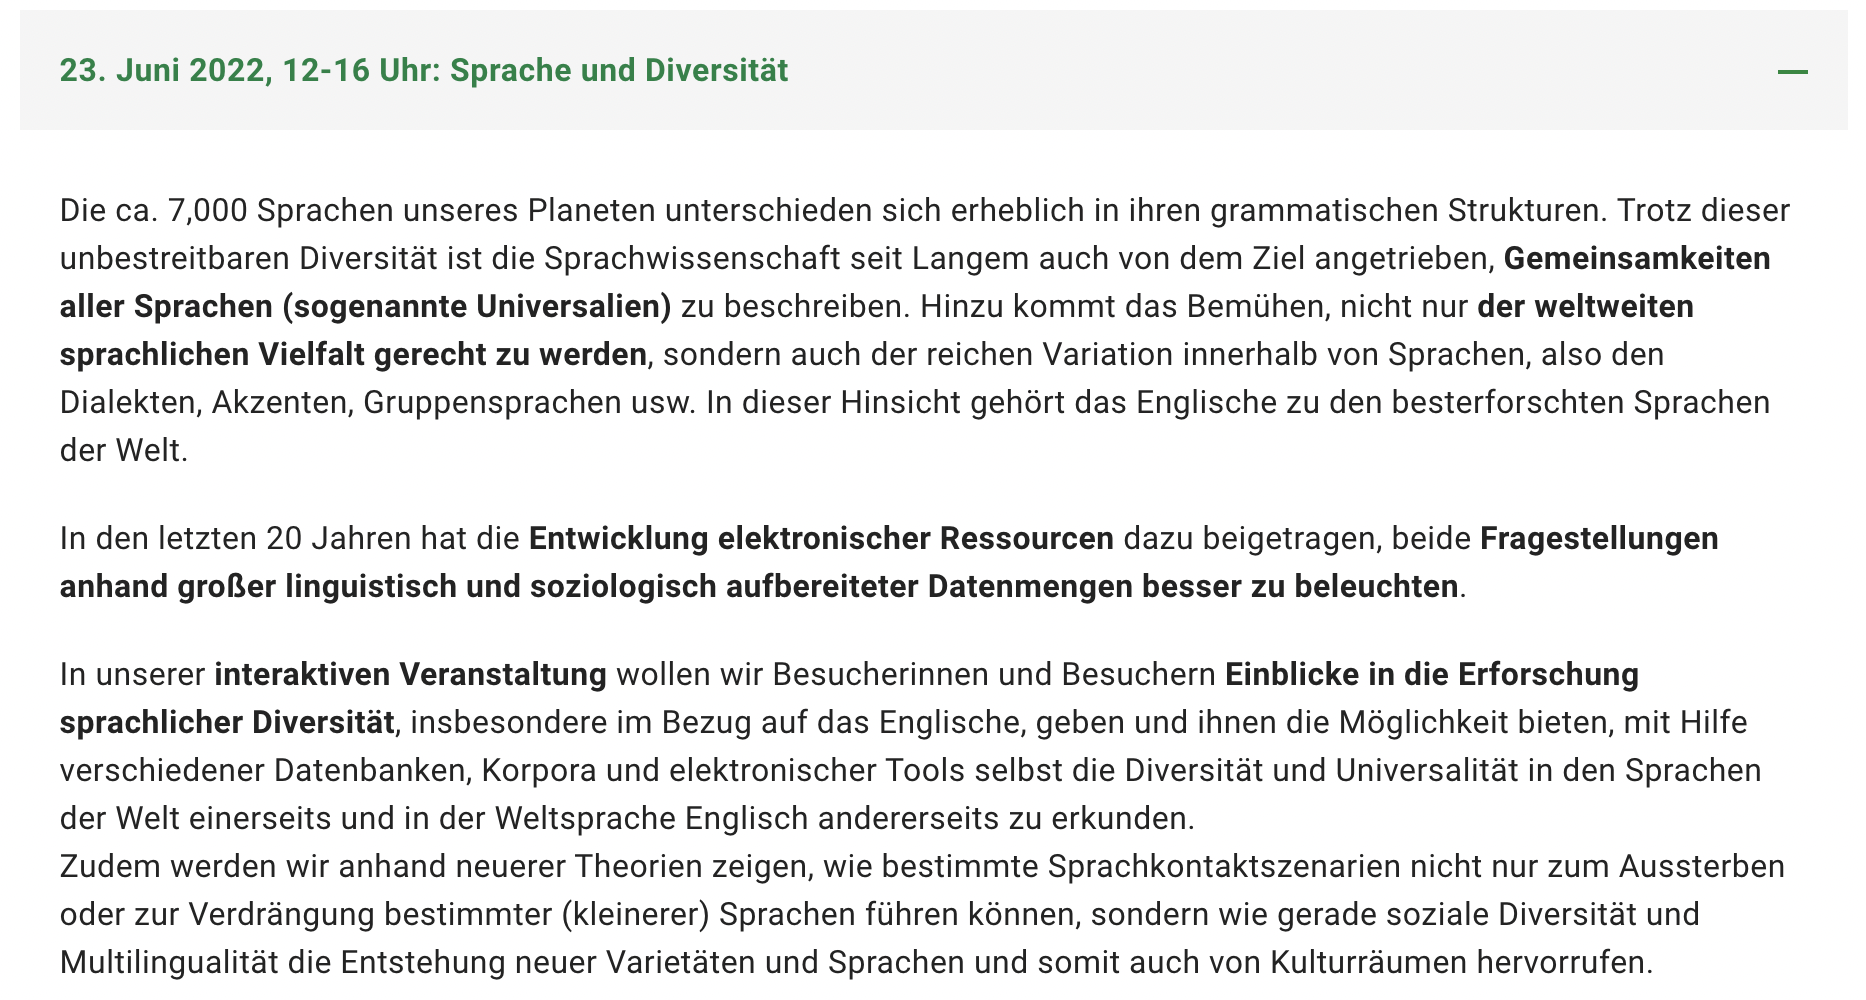 23. Juni 2022, 12-16 Uhr: Sprache und Diversität
Die ca. 7,000 Sprachen unseres Planeten unterschieden sich erheblich in ihren grammatischen Strukturen. Trotz dieser
unbestreitbaren Diversität ist die Sprachwissenschaft seit Langem auch von dem Ziel angetrieben, Gemeinsamkeiten
aller Sprachen (sogenannte Universalien) zu beschreiben. Hinzu kommt das Bemühen, nicht nur der weltweiten
sprachlichen Vielfalt gerecht zu werden, sondern auch der reichen Variation innerhalb von Sprachen, also den
Dialekten, Akzenten, Gruppensprachen usw. In dieser Hinsicht gehört das Englische zu den besterforschten Sprachen
der Welt.
In den letzten 20 Jahren hat die Entwicklung elektronischer Ressourcen dazu beigetragen, beide Fragestellungen
anhand großer linguistisch und soziologisch aufbereiteter Datenmengen besser zu beleuchten.
In unserer interaktiven Veranstaltung wollen wir Besucherinnen und Besuchern Einblicke in die Erforschung
sprachlicher Diversität, insbesondere im Bezug auf das Englische, geben und ihnen die Möglichkeit bieten, mit Hilfe
verschiedener Datenbanken, Korpora und elektronischer Tools selbst die Diversität und Universalität in den Sprachen
der Welt einerseits und in der Weltsprache Englisch andererseits zu erkunden.
Zudem werden wir anhand neuerer Theorien zeigen, wie bestimmte Sprachkontaktszenarien nicht nur zum Aussterben
oder zur Verdrängung bestimmter (kleinerer) Sprachen führen können, sondern wie gerade soziale Diversität und
Multilingualität die Entstehung neuer Varietäten und Sprachen und somit auch von Kulturräumen hervorrufen.